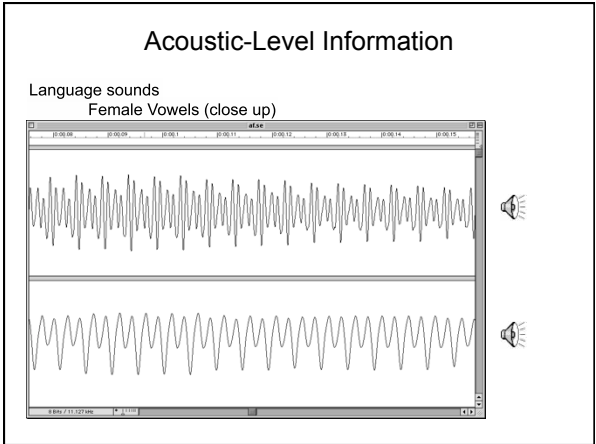 Acoustic-Level Information
Language sounds
Female Vowels (close up)
af.se
0:00.08 0:00.09 0:00.1 0:00.11 0:00.12 0:00.13 0:00.14 0:00.15
8 Bits / 11.127 kHz